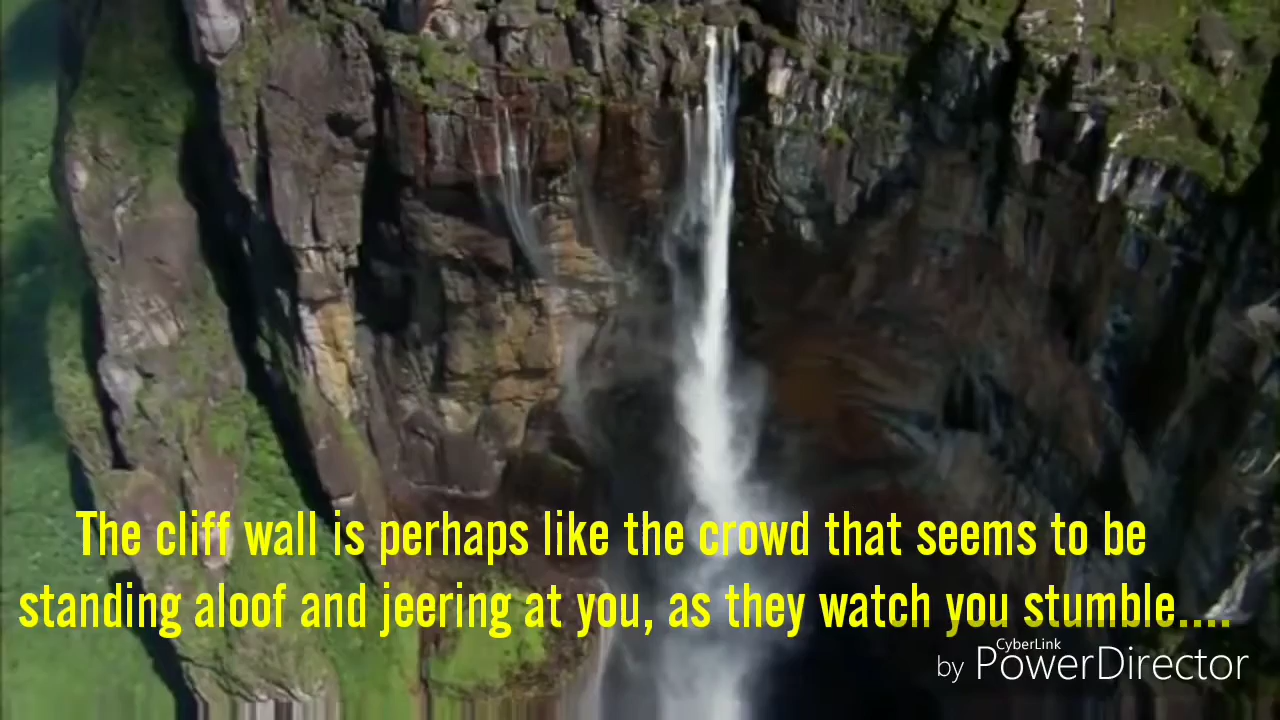 The cliff wall is perhaps like the crowd that seems to be
standing aloof and jeering at you, as they watch you stumble....
CyberLink
by PowerDirector